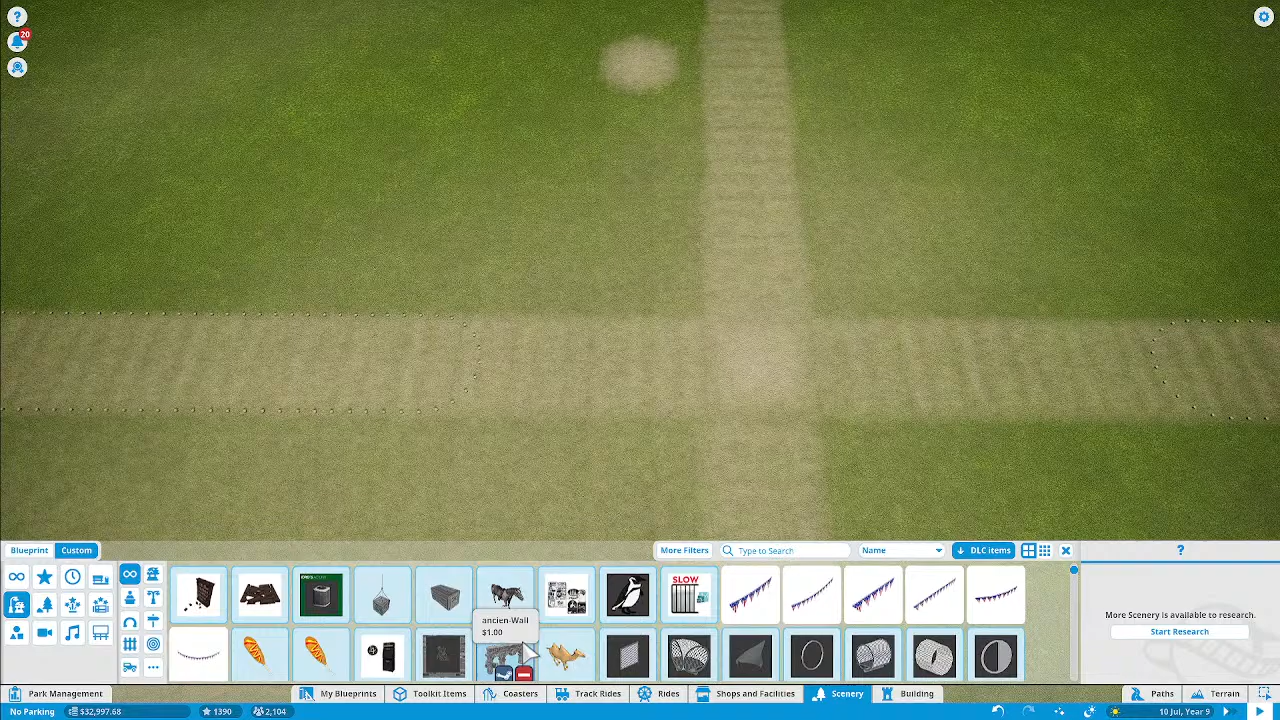 ?
20
SLOW
ancien-Wall
$1.00
Blueprint Custom More Filters Type to Search Name DLC items ?
More Scenery is available to research.
Start Research
Park Management My Blueprints Toolkit Items Coasters Track Rides Rides Shops and Facilities Scenery Building Paths Terrain
No Parking $32,997.68 1390 2,104 10 Jul, Year 9